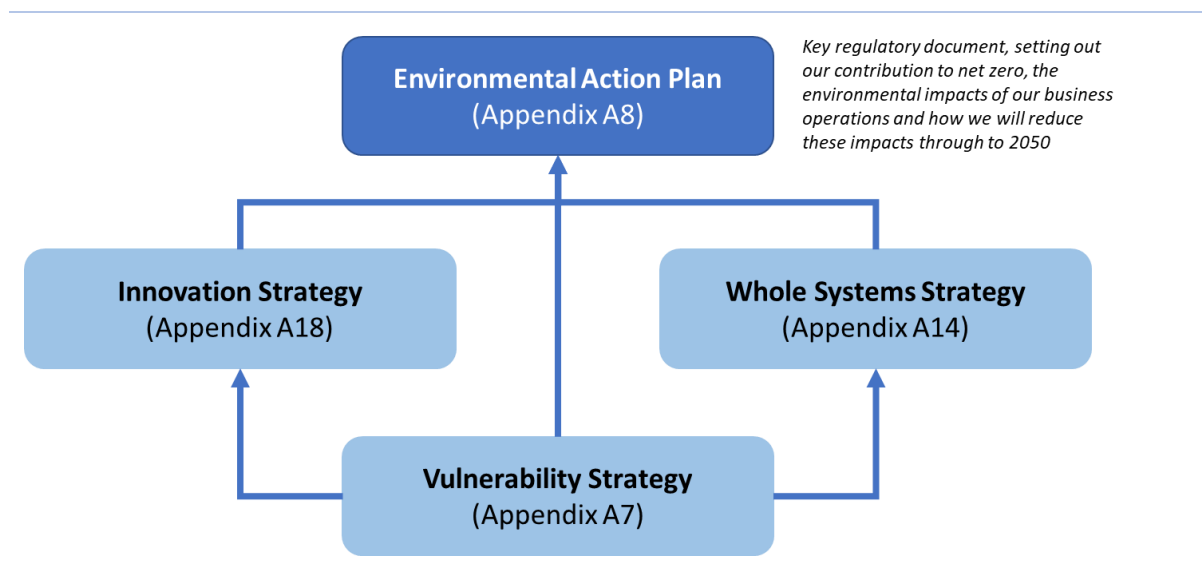 Environmental Action Plan
(Appendix A8)
Key regulatory document, setting out
our contribution to net zero, the
environmental impacts of our business
operations and how we will reduce
these impacts through to 2050
Innovation Strategy
(Appendix A18)
Whole Systems Strategy
(Appendix A14)
Vulnerability Strategy
(Appendix A7)